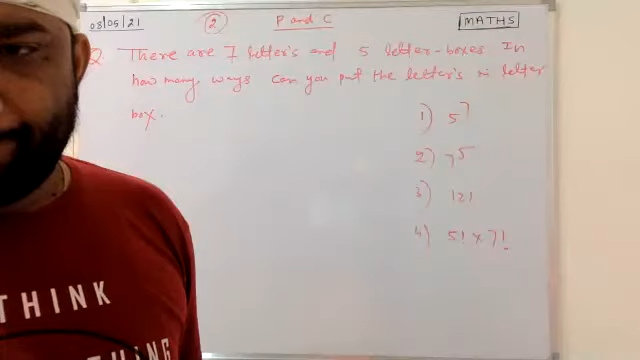 03/05/21
2
P and C
MATHS
Q. There are 7 letter's and 5 letter-boxes In
how many ways can you put the letter's in letter
box.
1) 5⁷
2) 7⁵
3) 121
4) 5! × 7!
THINK